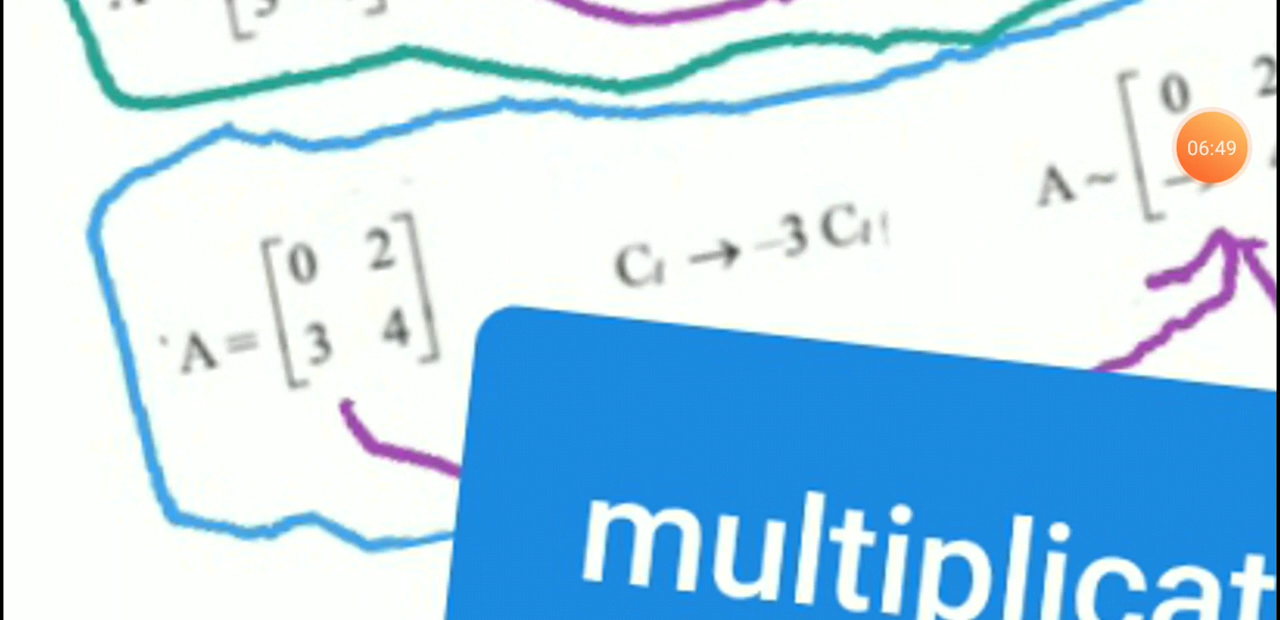 A = [0 2
3 4]
C₁ → –3 C₁
A ~ [0 2
06:49
multiplicat